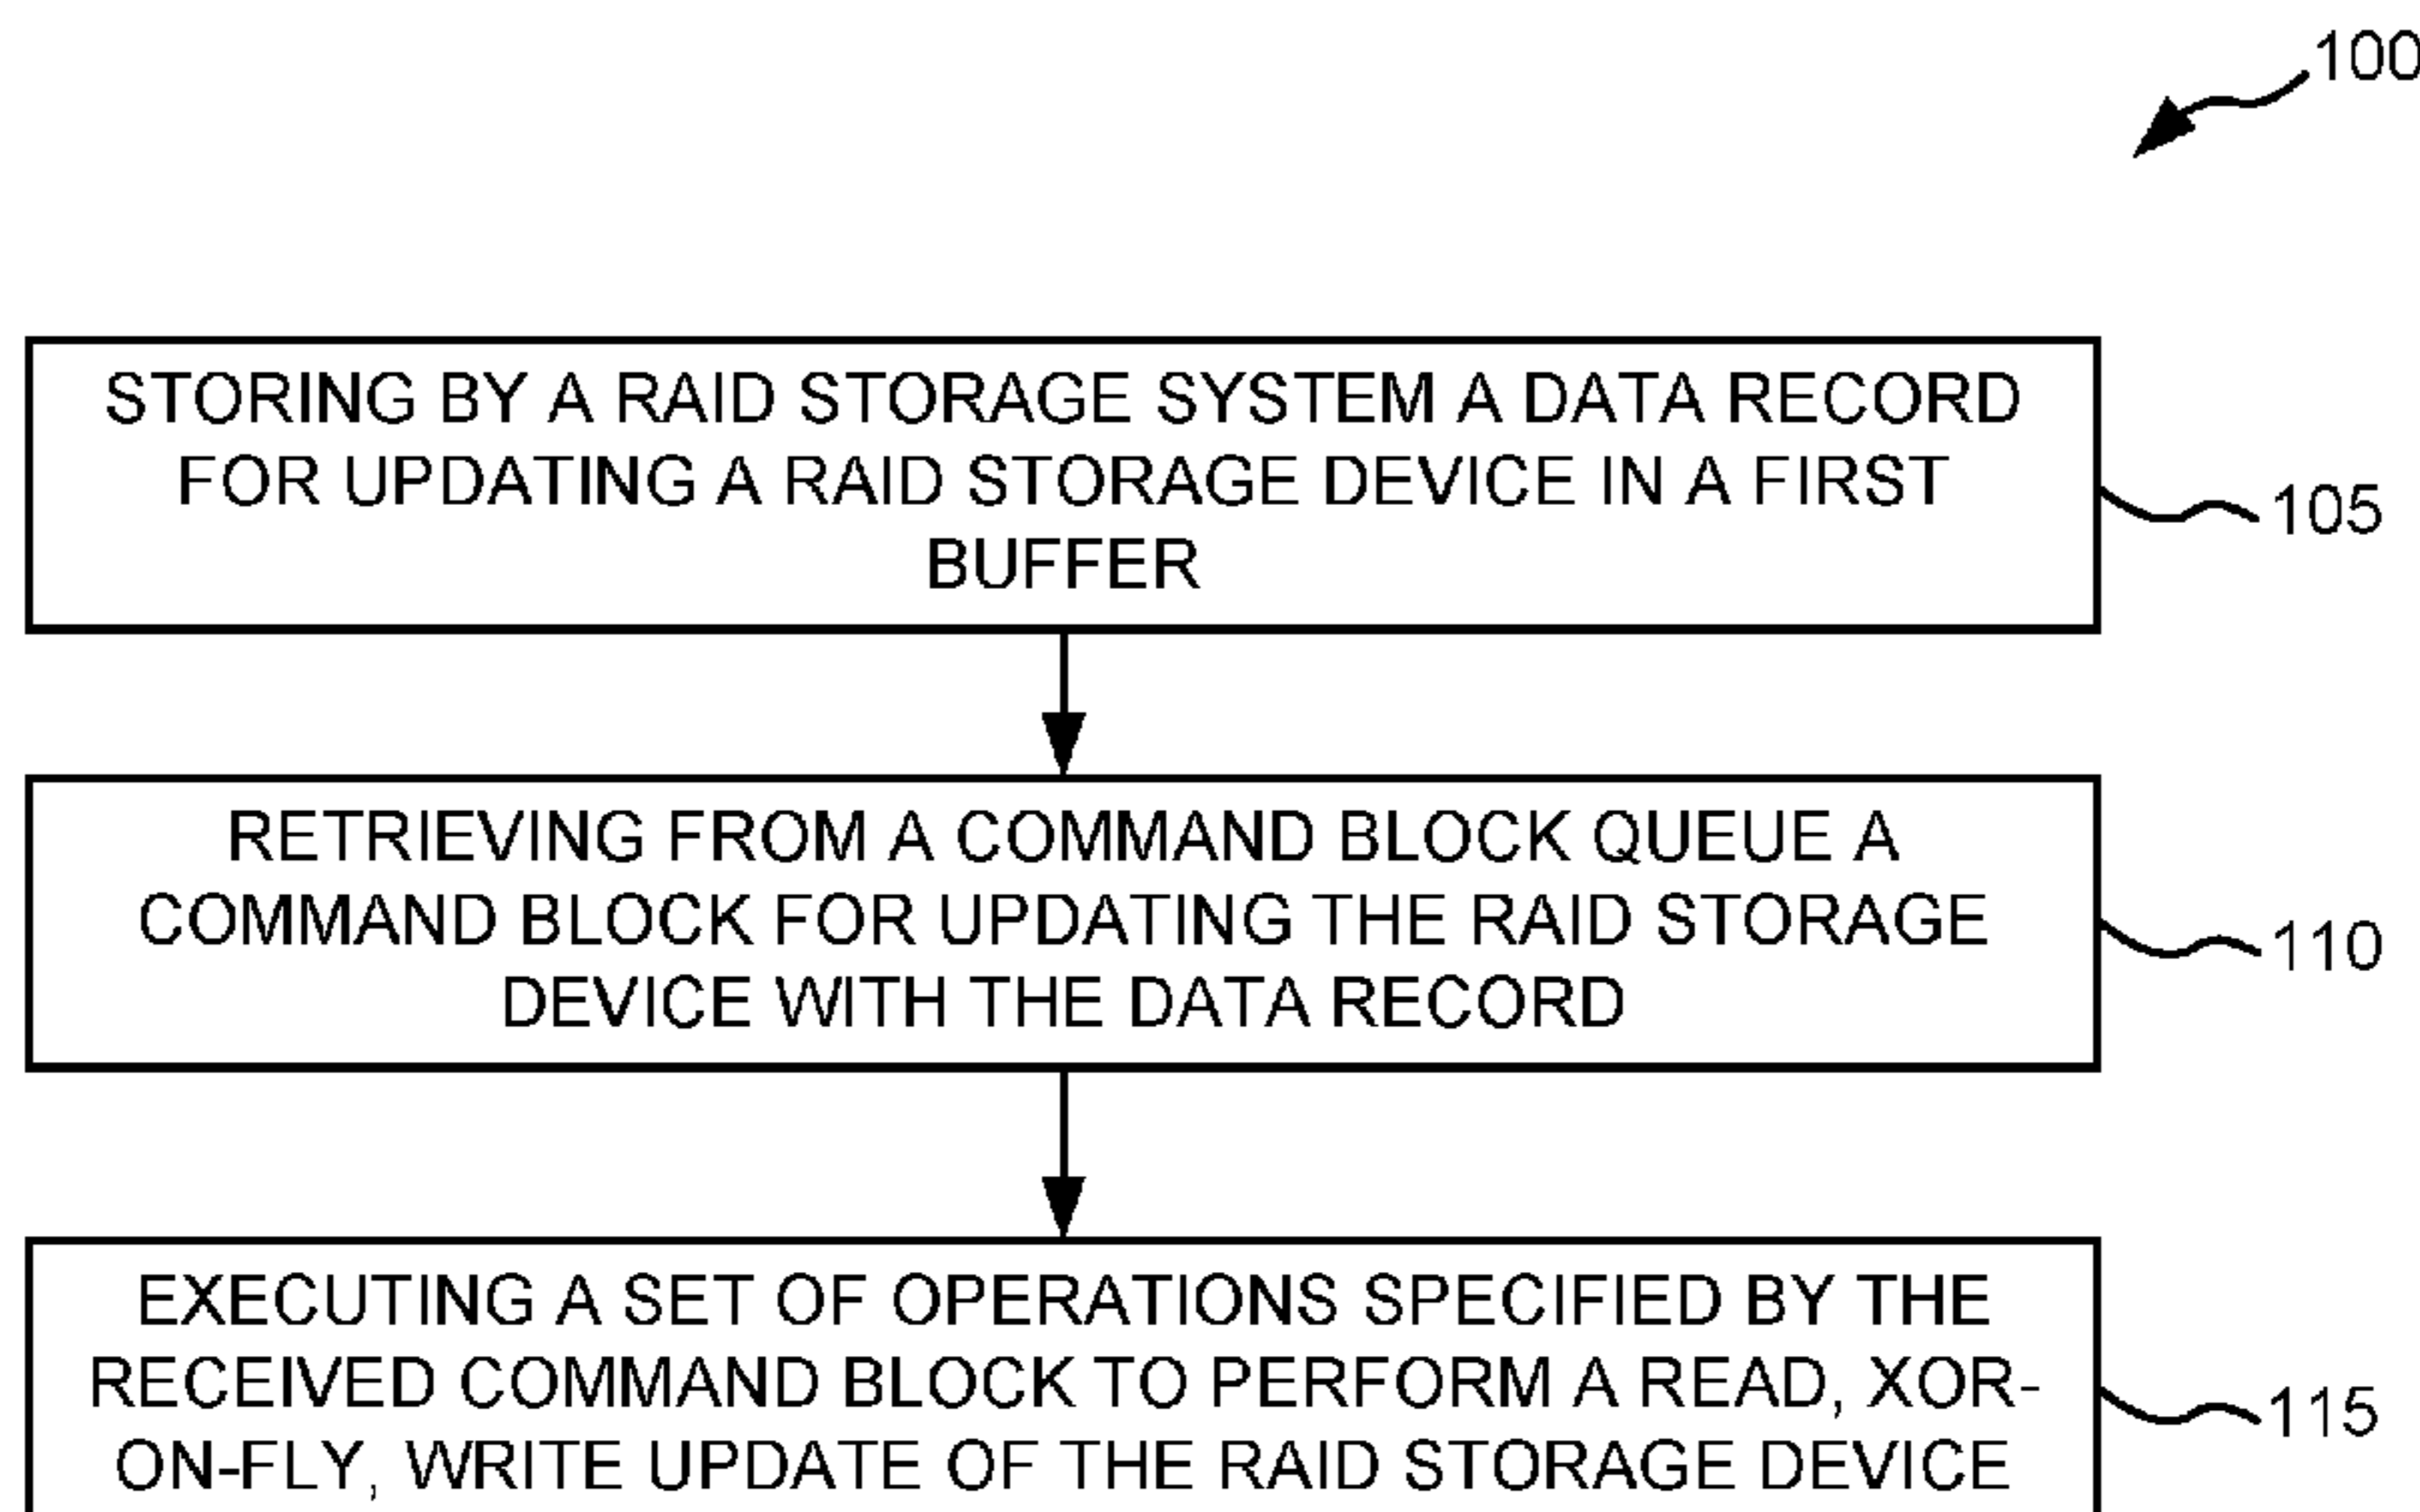 100
STORING BY A RAID STORAGE SYSTEM A DATA RECORD
FOR UPDATING A RAID STORAGE DEVICE IN A FIRST
BUFFER
105
RETRIEVING FROM A COMMAND BLOCK QUEUE A
COMMAND BLOCK FOR UPDATING THE RAID STORAGE
DEVICE WITH THE DATA RECORD
110
EXECUTING A SET OF OPERATIONS SPECIFIED BY THE
RECEIVED COMMAND BLOCK TO PERFORM A READ, XOR-
ON-FLY, WRITE UPDATE OF THE RAID STORAGE DEVICE
115